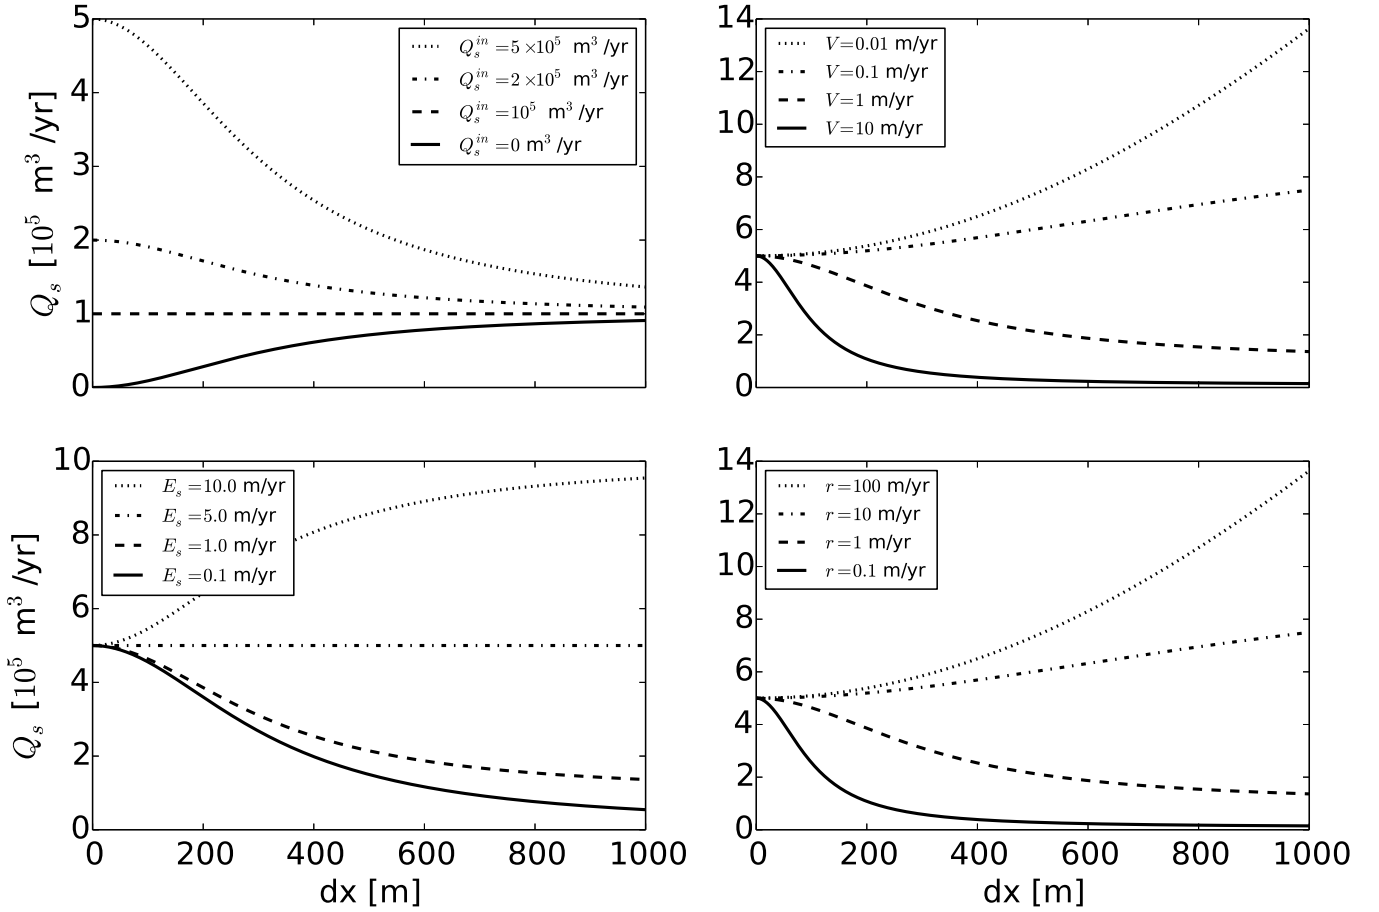 5
4
3
2
1
0
Q_s [10^5 m^3 /yr]
Q_s^{in} =5 ×10^5 m^3 /yr
Q_s^{in} =2 ×10^5 m^3 /yr
Q_s^{in} =10^5 m^3 /yr
Q_s^{in} =0 m^3 /yr
14
12
10
8
6
4
2
0
V=0.01 m/yr
V=0.1 m/yr
V=1 m/yr
V=10 m/yr
10
8
6
4
2
0
Q_s [10^5 m^3 /yr]
E_s =10.0 m/yr
E_s =5.0 m/yr
E_s =1.0 m/yr
E_s =0.1 m/yr
0 200 400 600 800 1000
dx [m]
14
12
10
8
6
4
2
0
r=100 m/yr
r=10 m/yr
r=1 m/yr
r=0.1 m/yr
0 200 400 600 800 1000
dx [m]